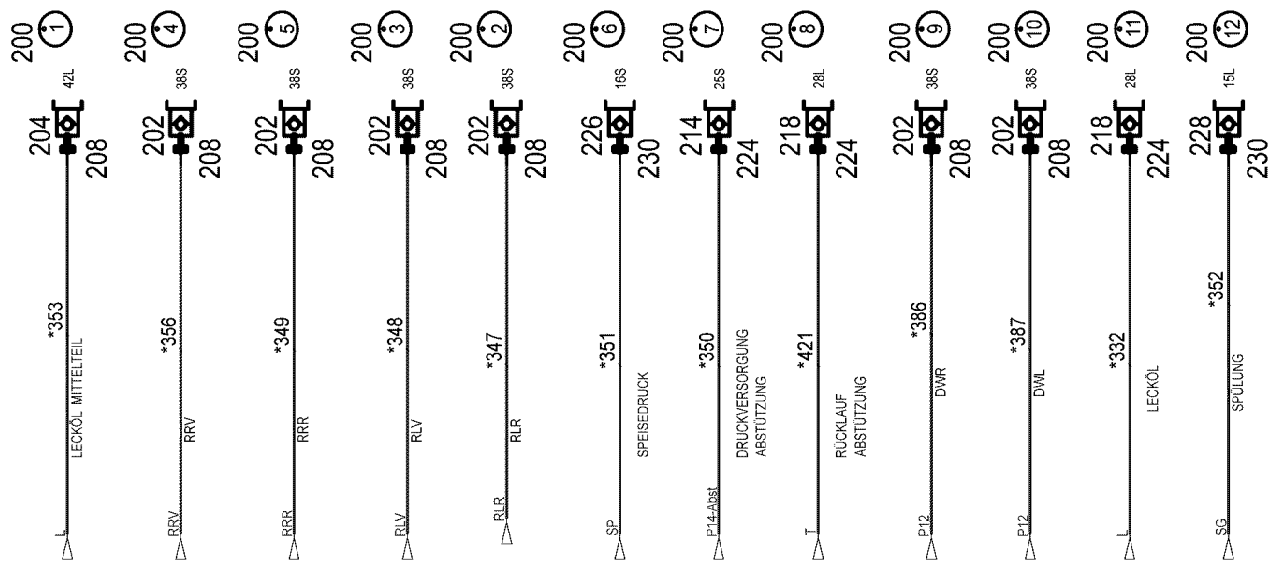 200 1
42L
204
208
*353
LECKÖL MITTELTEIL
L
200 4
38S
202
208
*356
RRV
RRV
200 5
38S
202
208
*349
RRR
RRR
200 3
38S
202
208
*348
RLV
RLV
200 2
38S
202
208
*347
RLR
RLR
200 6
16S
226
230
*351
SPEISEDRUCK
SP
200 7
25S
214
224
*350
DRUCKVERSORGUNG
ABSTÜTZUNG
P14-Abst
200 8
28L
218
224
*421
RÜCKLAUF
ABSTÜTZUNG
T
200 9
38S
202
208
*386
DWR
P12
200 10
38S
202
208
*387
DWL
P12
200 11
28L
218
224
*332
LECKÖL
L
200 12
15L
228
230
*352
SPÜLUNG
SG